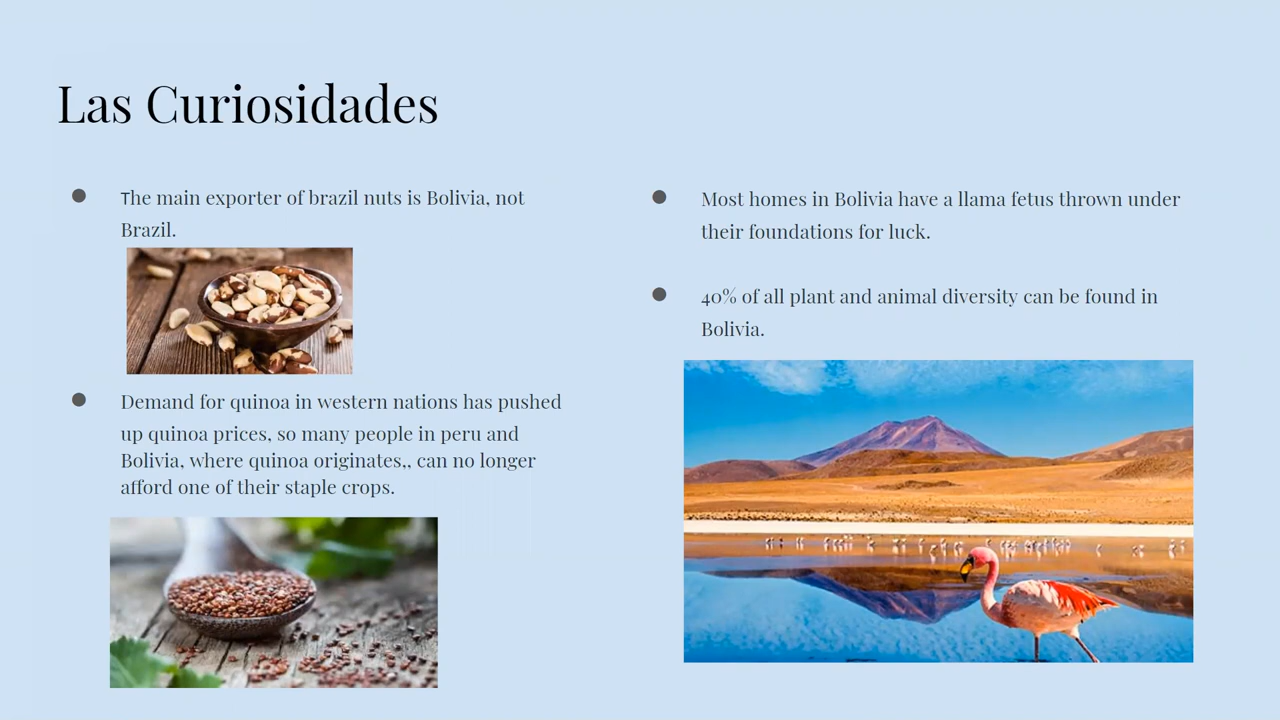 Las Curiosidades
The main exporter of brazil nuts is Bolivia, not
Brazil.
Demand for quinoa in western nations has pushed
up quinoa prices, so many people in peru and
Bolivia, where quinoa originates,, can no longer
afford one of their staple crops.
Most homes in Bolivia have a llama fetus thrown under
their foundations for luck.
40% of all plant and animal diversity can be found in
Bolivia.